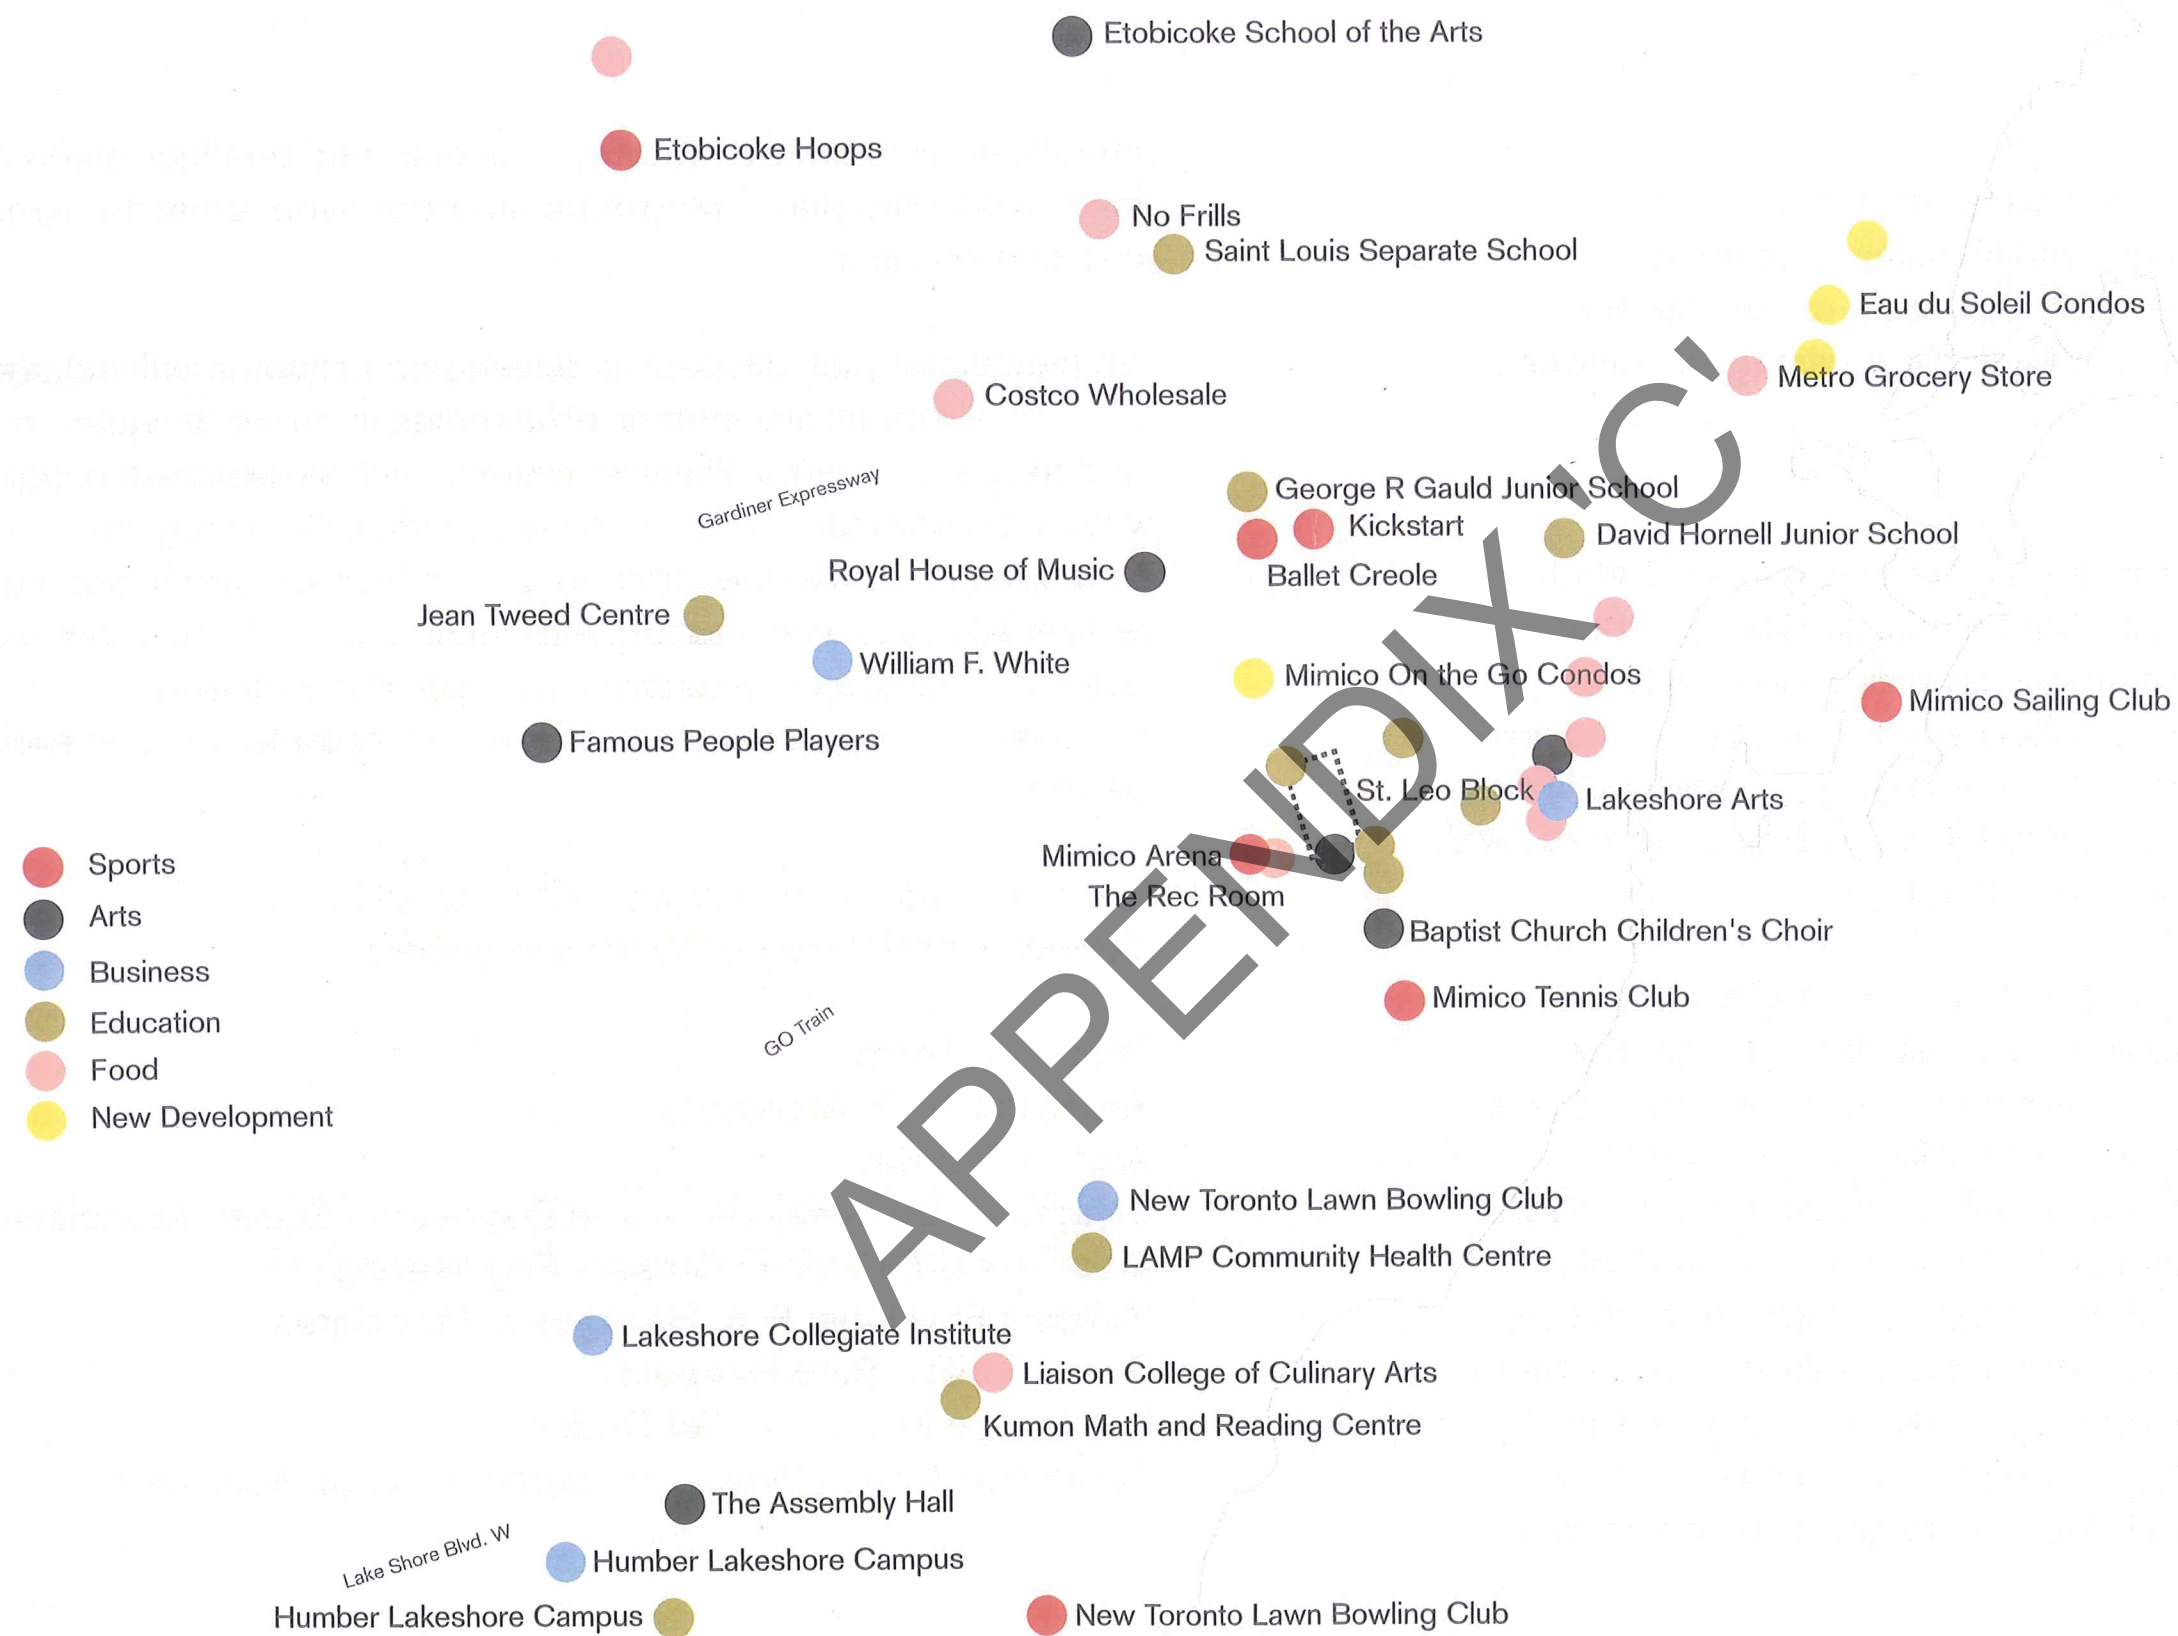 Etobicoke School of the Arts
Etobicoke Hoops
No Frills
Saint Louis Separate School
Eau du Soleil Condos
Metro Grocery Store
Costco Wholesale
Gardiner Expressway
George R Gauld Junior School
Kickstart
David Hornell Junior School
Royal House of Music
Ballet Creole
Jean Tweed Centre
William F. White
Mimico On the Go Condos
Mimico Sailing Club
Famous People Players
St. Leo Block
Lakeshore Arts
Mimico Arena
The Rec Room
Sports
Arts
Business
Education
Food
New Development
Baptist Church Children's Choir
Mimico Tennis Club
GO Train
APPENDIX 'C'
New Toronto Lawn Bowling Club
LAMP Community Health Centre
Lakeshore Collegiate Institute
Liaison College of Culinary Arts
Kumon Math and Reading Centre
The Assembly Hall
Lake Shore Blvd. W
Humber Lakeshore Campus
Humber Lakeshore Campus
New Toronto Lawn Bowling Club